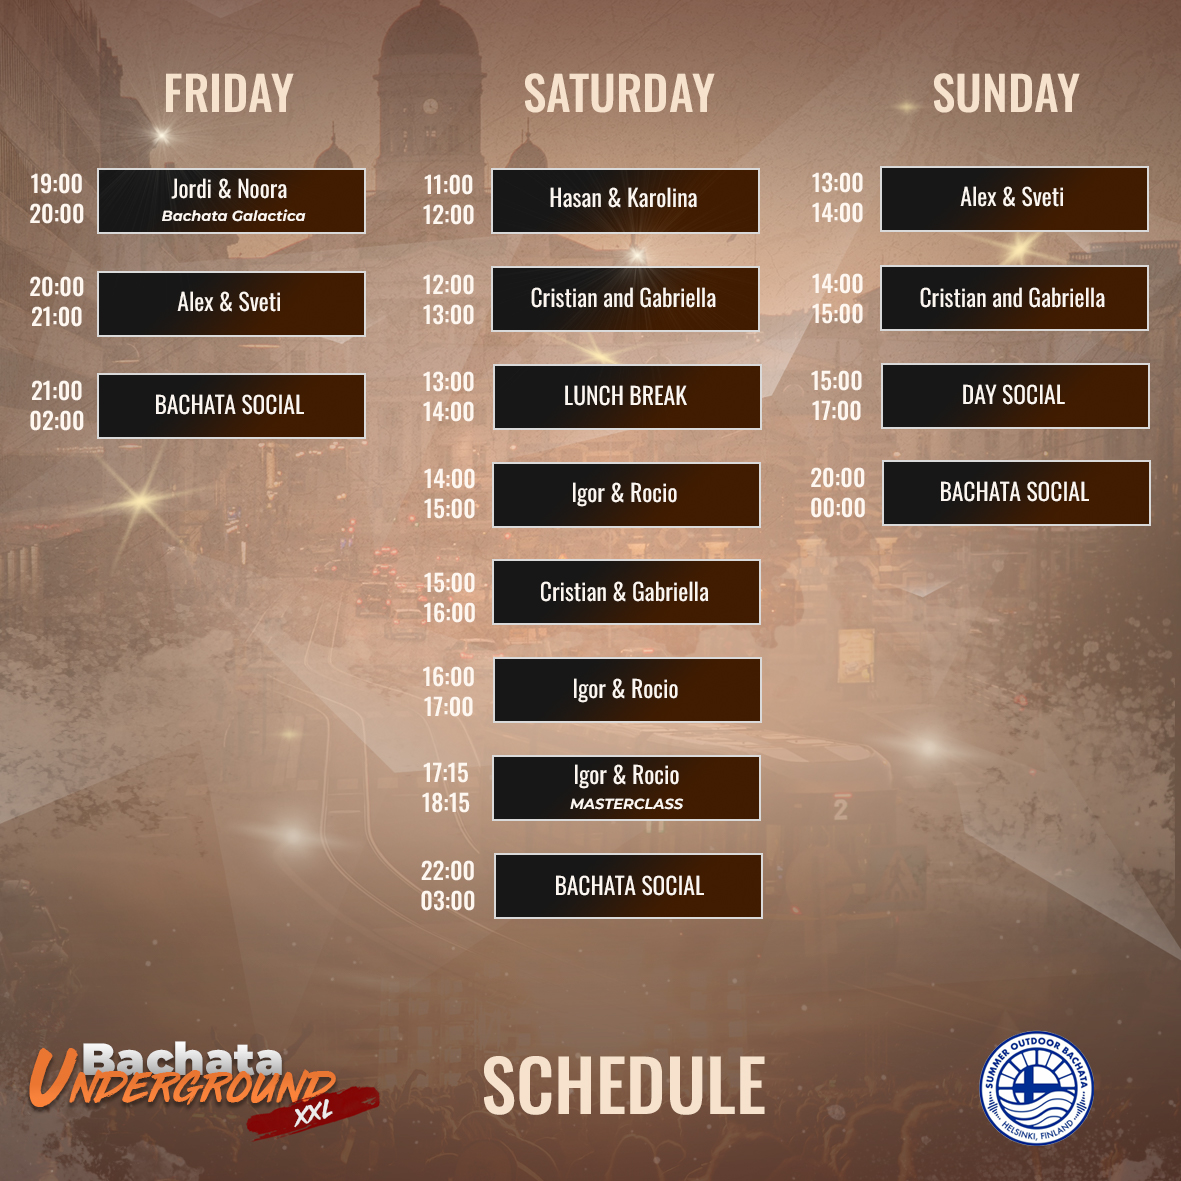 FRIDAY
19:00
20:00
Jordi & Noora
Bachata Galactica
20:00
21:00
Alex & Sveti
21:00
02:00
BACHATA SOCIAL
SATURDAY
11:00
12:00
Hasan & Karolina
12:00
13:00
Cristian and Gabriella
13:00
14:00
LUNCH BREAK
14:00
15:00
Igor & Rocio
15:00
16:00
Cristian & Gabriella
16:00
17:00
Igor & Rocio
17:15
18:15
Igor & Rocio
MASTERCLASS
22:00
03:00
BACHATA SOCIAL
SUNDAY
13:00
14:00
Alex & Sveti
14:00
15:00
Cristian and Gabriella
15:00
17:00
DAY SOCIAL
20:00
00:00
BACHATA SOCIAL
2
Bachata
UNDERGROUND
XXL
SCHEDULE
SUMMER OUTDOOR BACHATA
HELSINKI, FINLAND